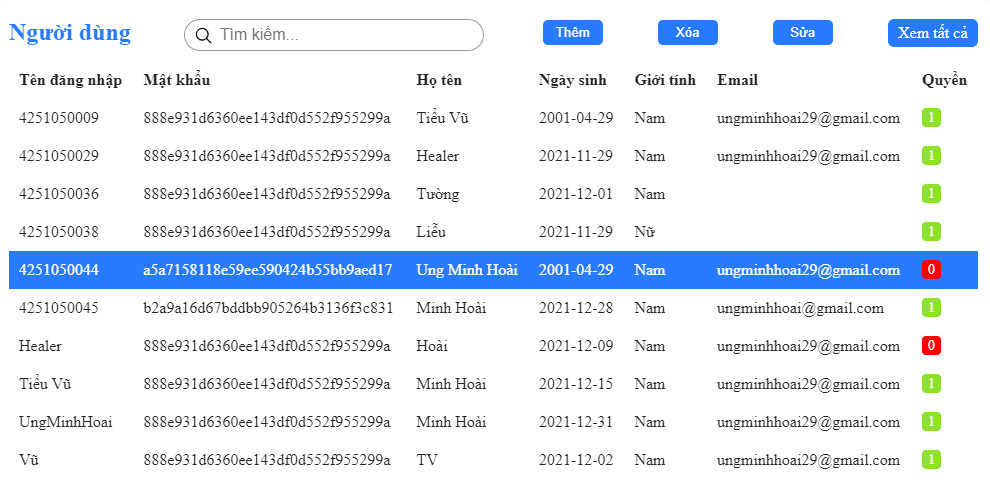 Người dùng Tìm kiếm... Thêm Xóa Sửa Xem tất cả
Tên đăng nhập Mật khẩu Họ tên Ngày sinh Giới tính Email Quyền
4251050009 888e931d6360ee143df0d552f955299a Tiểu Vũ 2001-04-29 Nam ungminhhoai29@gmail.com 1
4251050029 888e931d6360ee143df0d552f955299a Healer 2021-11-29 Nam ungminhhoai29@gmail.com 1
4251050036 888e931d6360ee143df0d552f955299a Tường 2021-12-01 Nam 1
4251050038 888e931d6360ee143df0d552f955299a Liễu 2021-11-29 Nữ 1
4251050044 a5a7158118e59ee590424b55bb9aed17 Ung Minh Hoài 2001-04-29 Nam ungminhhoai29@gmail.com 0
4251050045 b2a9a16d67bddbb905264b3136f3c831 Minh Hoài 2021-12-28 Nam ungminhhoai@gmail.com 1
Healer 888e931d6360ee143df0d552f955299a Hoài 2021-12-09 Nam ungminhhoai29@gmail.com 0
Tiểu Vũ 888e931d6360ee143df0d552f955299a Minh Hoài 2021-12-15 Nam ungminhhoai29@gmail.com 1
UngMinhHoai 888e931d6360ee143df0d552f955299a Minh Hoài 2021-12-31 Nam ungminhhoai29@gmail.com 1
Vũ 888e931d6360ee143df0d552f955299a TV 2021-12-02 Nam ungminhhoai29@gmail.com 1